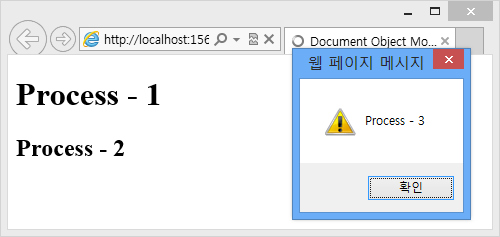 http://localhost:156
Document Object Mo...
Process - 1
Process - 2
웹 페이지 메시지
Process - 3
확인